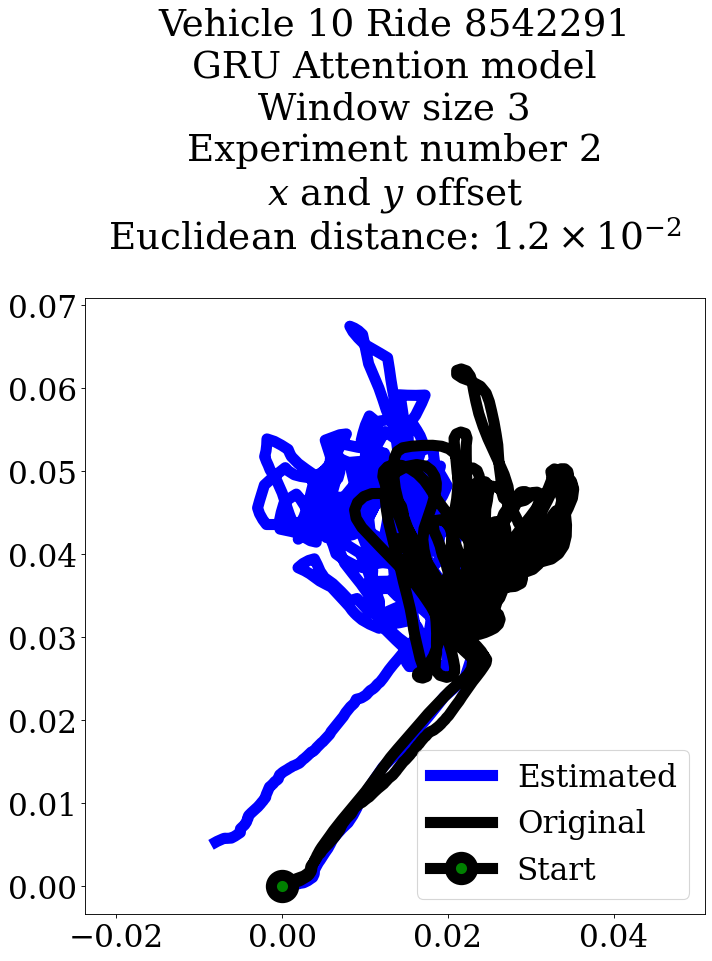 Vehicle 10 Ride 8542291
GRU Attention model
Window size 3
Experiment number 2
x and y offset
Euclidean distance: 1.2 × 10⁻²
0.07
0.06
0.05
0.04
0.03
0.02
0.01
0.00
Estimated
Original
Start
−0.02 0.00 0.02 0.04